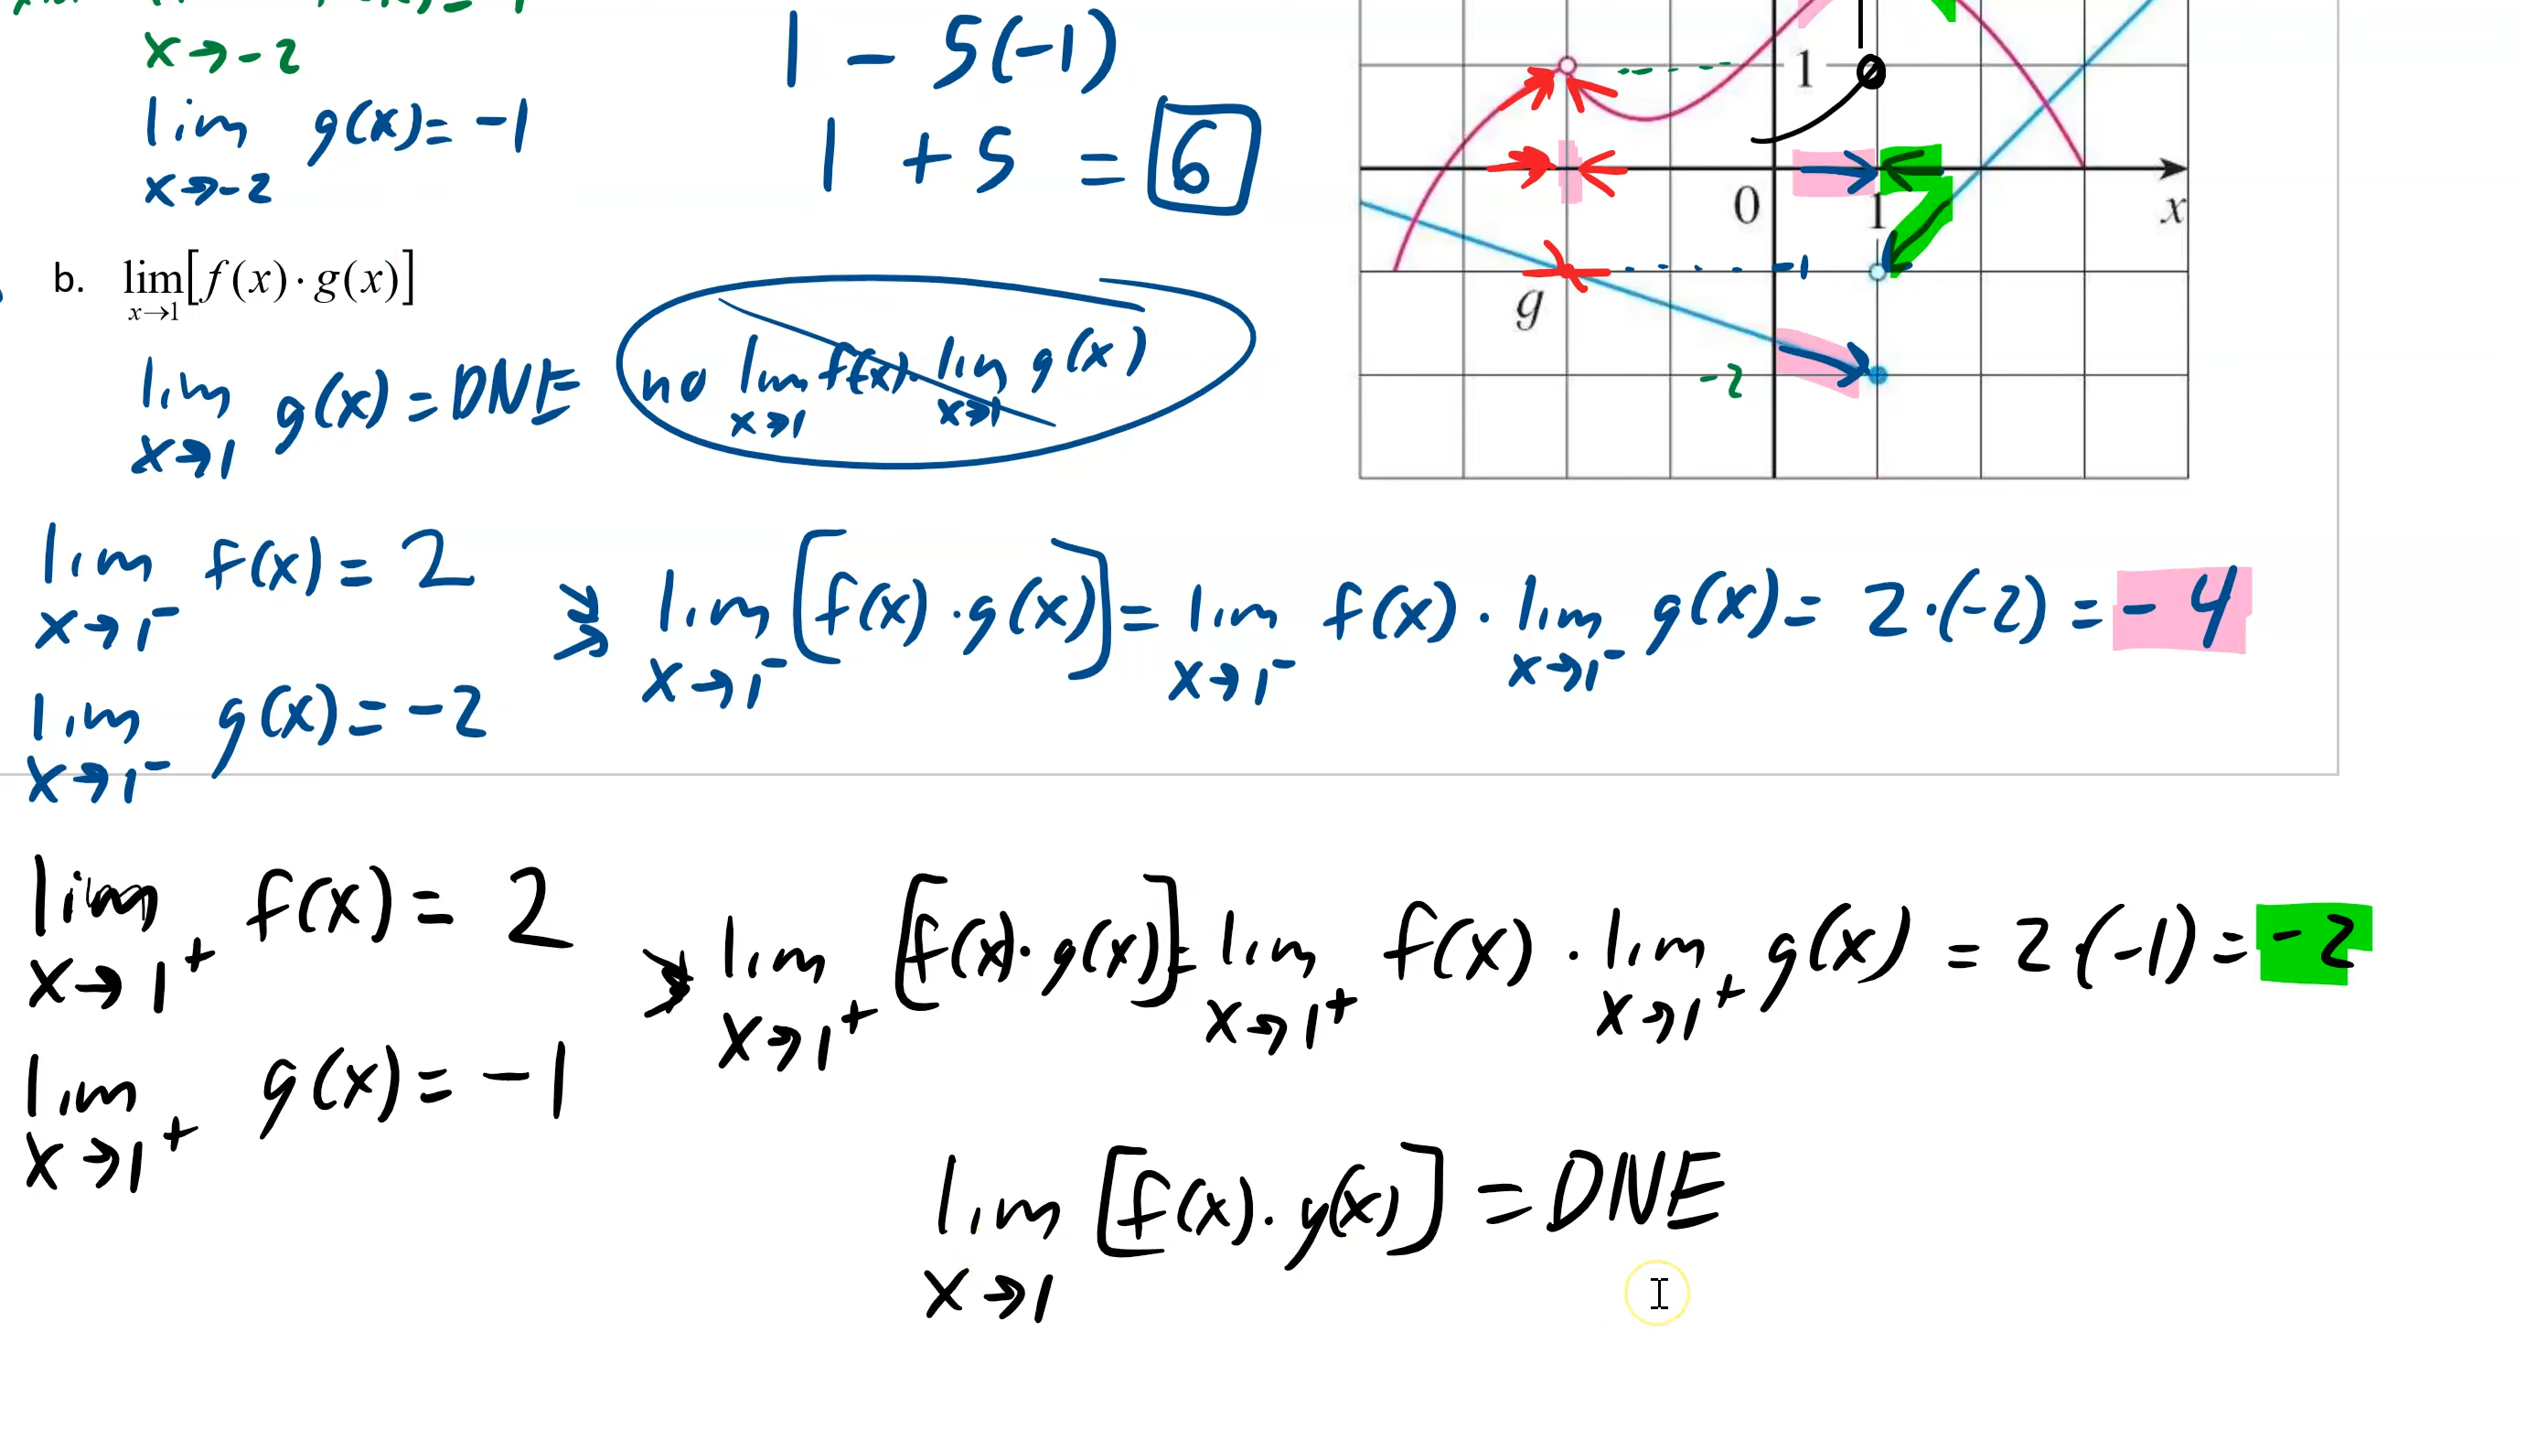 x→-2
lim g(x)= -1
x→-2
1 - 5(-1)
1 + 5 = 6
b. lim[f(x)·g(x)]
x→1
lim g(x) = DNE
x→1
no lim f(x)· lim g(x)
x→1 x→1
lim f(x) = 2
x→1⁻
lim g(x) = -2
x→1⁻
lim [f(x)·g(x)] = lim f(x) · lim g(x) = 2·(-2) = -4
x→1⁻ x→1⁻ x→1⁻
lim f(x) = 2
x→1⁺
lim g(x) = -1
x→1⁺
lim [f(x)·g(x)] = lim f(x) · lim g(x) = 2·(-1) = -2
x→1⁺ x→1⁺ x→1⁺
lim [f(x)·g(x)] = DNE
x→1
1
0 1 x
-1
g
-2